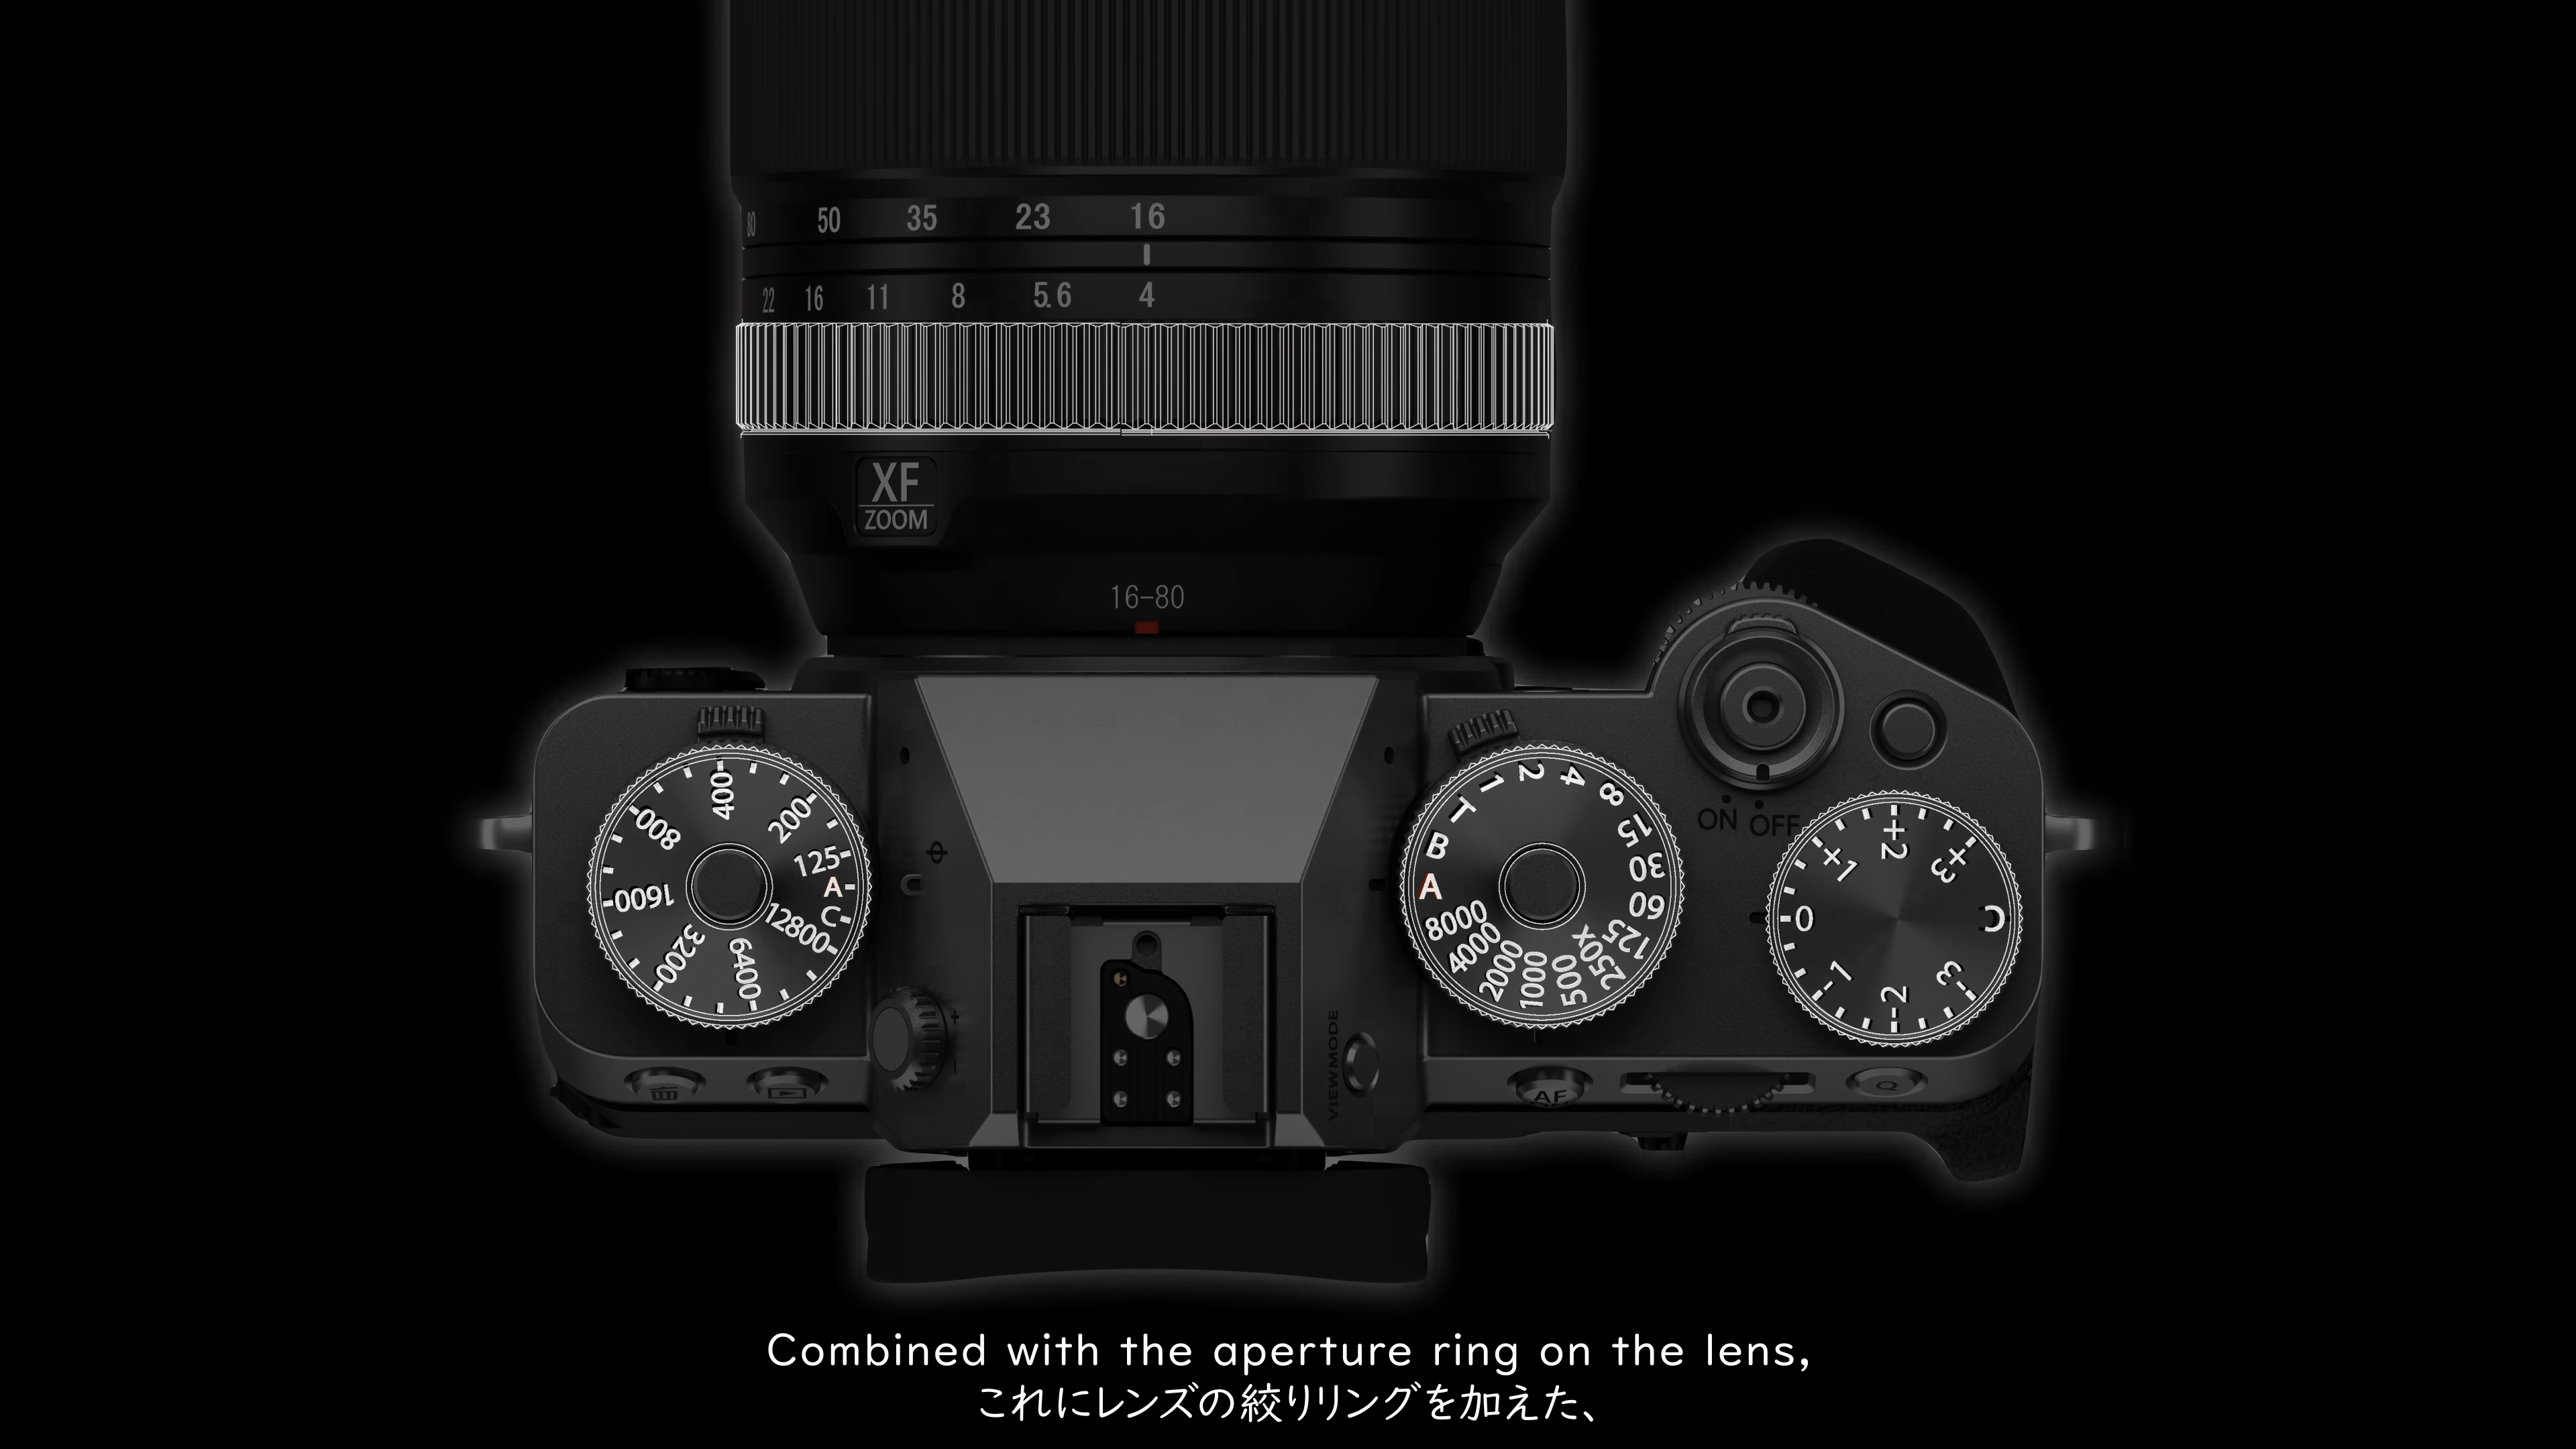 80 50 35 23 16
22 16 11 8 5.6 4
XF
ZOOM
16-80
400 200 125 A C 12800 6400 3200 1600 800
1 2 4 8 15 30 60 125 250X 500 1000 2000 4000 8000 A B T
ON OFF
+1 +2 +3 C -3 -2 -1 0
+
-
VIEWMODE
AF
Q
Combined with the aperture ring on the lens,
これにレンズの絞りリングを加えた、